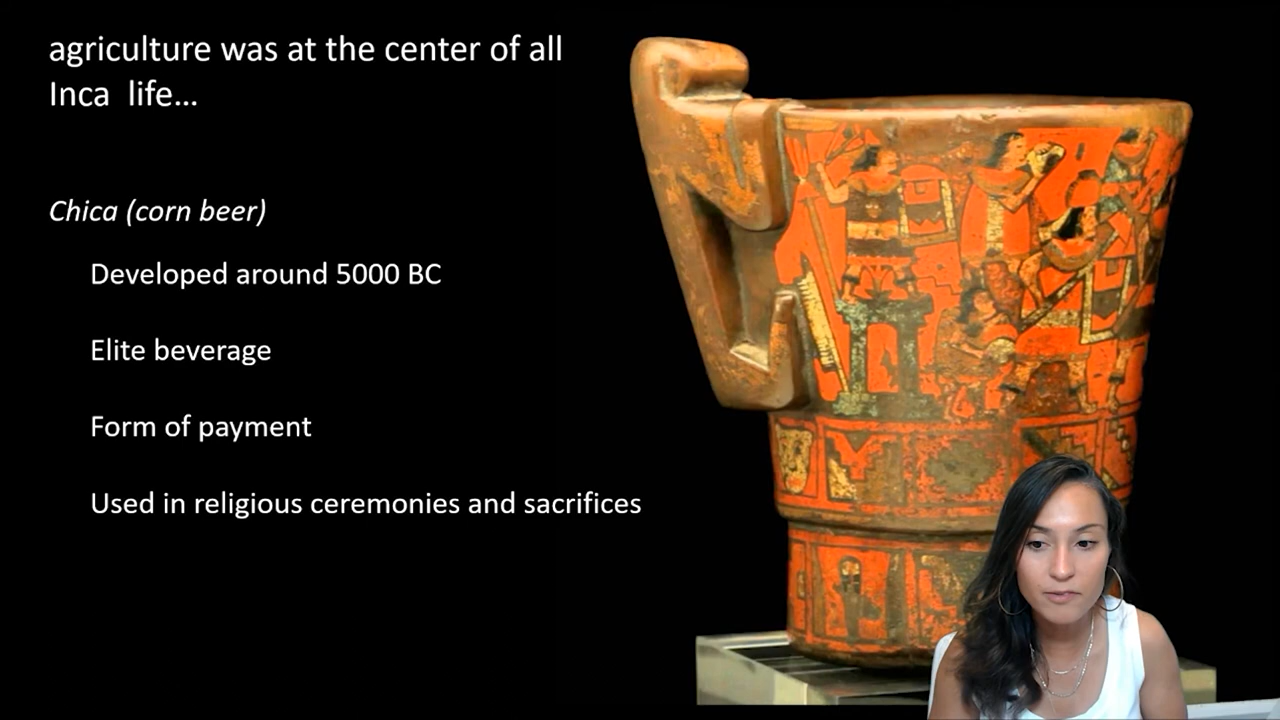 agriculture was at the center of all
Inca life...
Chica (corn beer)
Developed around 5000 BC
Elite beverage
Form of payment
Used in religious ceremonies and sacrifices